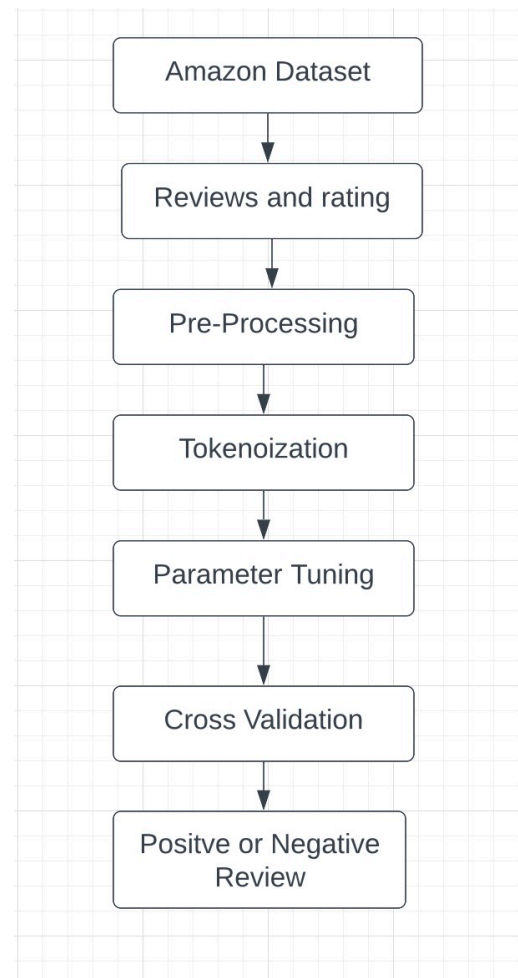 Amazon Dataset
Reviews and rating
Pre-Processing
Tokenoization
Parameter Tuning
Cross Validation
Positve or Negative
Review